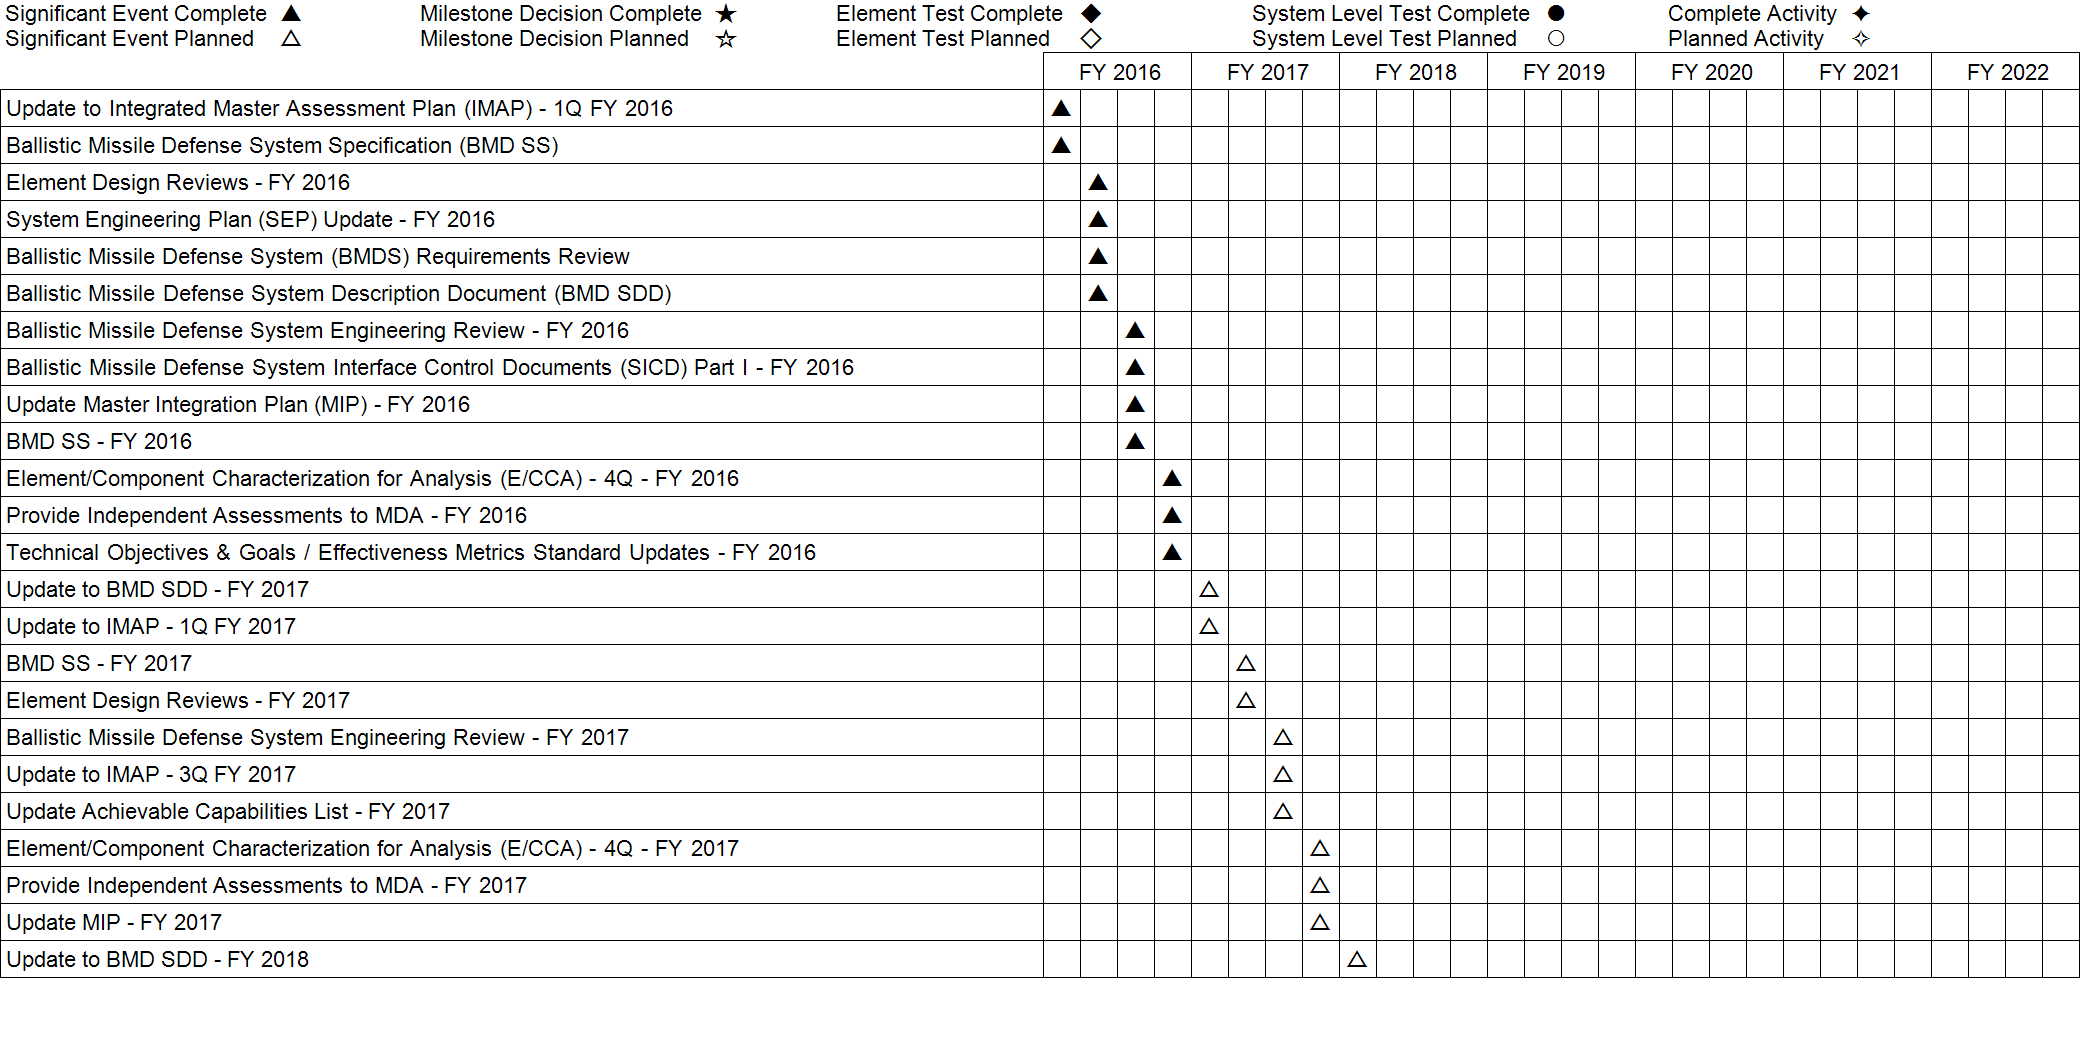 Significant Event Complete ▲ Milestone Decision Complete ★ Element Test Complete ◆ System Level Test Complete ● Complete Activity ✦
Significant Event Planned △ Milestone Decision Planned ☆ Element Test Planned ◇ System Level Test Planned ○ Planned Activity ✧
FY 2016 FY 2017 FY 2018 FY 2019 FY 2020 FY 2021 FY 2022
Update to Integrated Master Assessment Plan (IMAP) - 1Q FY 2016 ▲
Ballistic Missile Defense System Specification (BMD SS) ▲
Element Design Reviews - FY 2016 ▲
System Engineering Plan (SEP) Update - FY 2016 ▲
Ballistic Missile Defense System (BMDS) Requirements Review ▲
Ballistic Missile Defense System Description Document (BMD SDD) ▲
Ballistic Missile Defense System Engineering Review - FY 2016 ▲
Ballistic Missile Defense System Interface Control Documents (SICD) Part I - FY 2016 ▲
Update Master Integration Plan (MIP) - FY 2016 ▲
BMD SS - FY 2016 ▲
Element/Component Characterization for Analysis (E/CCA) - 4Q - FY 2016 ▲
Provide Independent Assessments to MDA - FY 2016 ▲
Technical Objectives & Goals / Effectiveness Metrics Standard Updates - FY 2016 ▲
Update to BMD SDD - FY 2017 △
Update to IMAP - 1Q FY 2017 △
BMD SS - FY 2017 △
Element Design Reviews - FY 2017 △
Ballistic Missile Defense System Engineering Review - FY 2017 △
Update to IMAP - 3Q FY 2017 △
Update Achievable Capabilities List - FY 2017 △
Element/Component Characterization for Analysis (E/CCA) - 4Q - FY 2017 △
Provide Independent Assessments to MDA - FY 2017 △
Update MIP - FY 2017 △
Update to BMD SDD - FY 2018 △